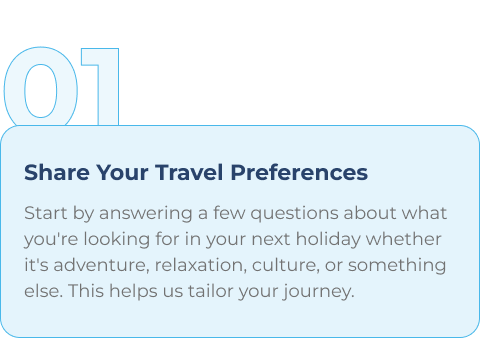 01
Share Your Travel Preferences
Start by answering a few questions about what
you're looking for in your next holiday whether
it's adventure, relaxation, culture, or something
else. This helps us tailor your journey.